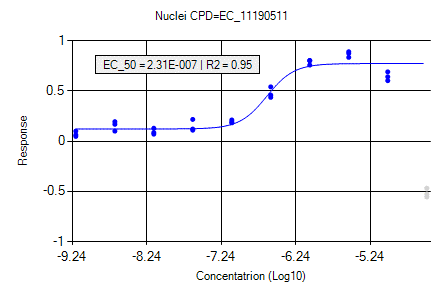 Nuclei CPD=EC_11190511
EC_50 = 2.31E-007 | R2 = 0.95
Response
1
0.5
0
-0.5
-1
-9.24 -8.24 -7.24 -6.24 -5.24
Concentatrion (Log10)